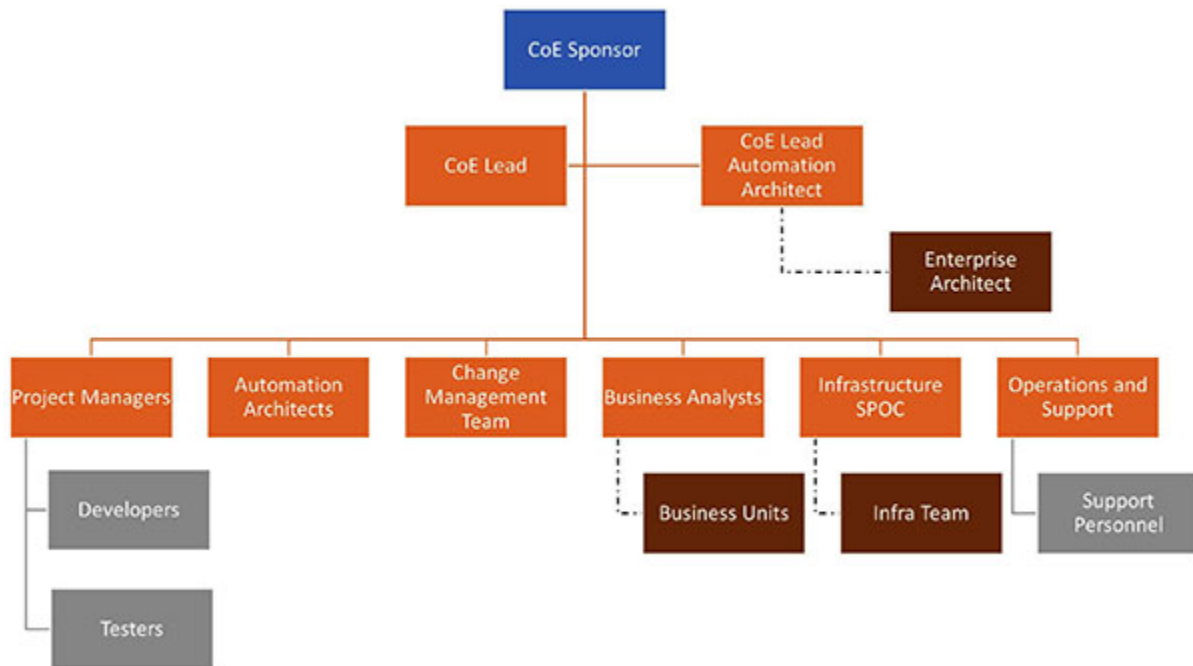 CoE Sponsor
CoE Lead
CoE Lead
Automation
Architect
Enterprise
Architect
Project Managers
Automation
Architects
Change
Management
Team
Business Analysts
Infrastructure
SPOC
Operations and
Support
Developers
Business Units
Infra Team
Support
Personnel
Testers